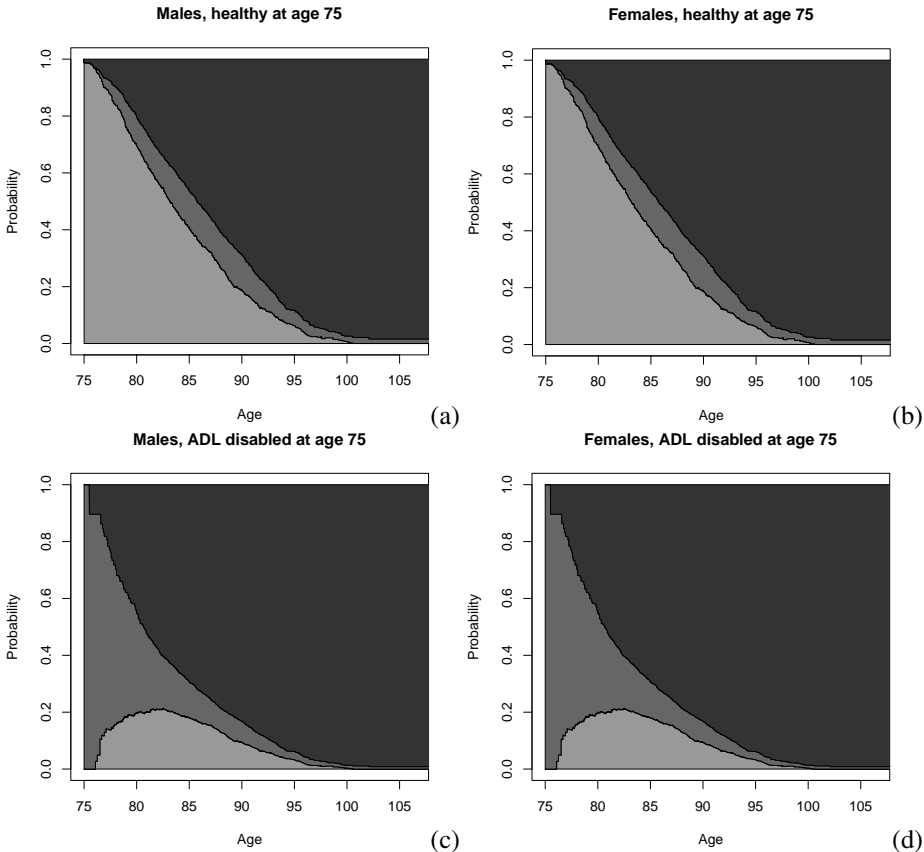 Males, healthy at age 75
Females, healthy at age 75
Probability
1.0
0.8
0.6
0.4
0.2
0.0
75 80 85 90 95 100 105
Age
(a)
Probability
1.0
0.8
0.6
0.4
0.2
0.0
75 80 85 90 95 100 105
Age
(b)
Males, ADL disabled at age 75
Females, ADL disabled at age 75
Probability
1.0
0.8
0.6
0.4
0.2
0.0
75 80 85 90 95 100 105
Age
(c)
Probability
1.0
0.8
0.6
0.4
0.2
0.0
75 80 85 90 95 100 105
Age
(d)